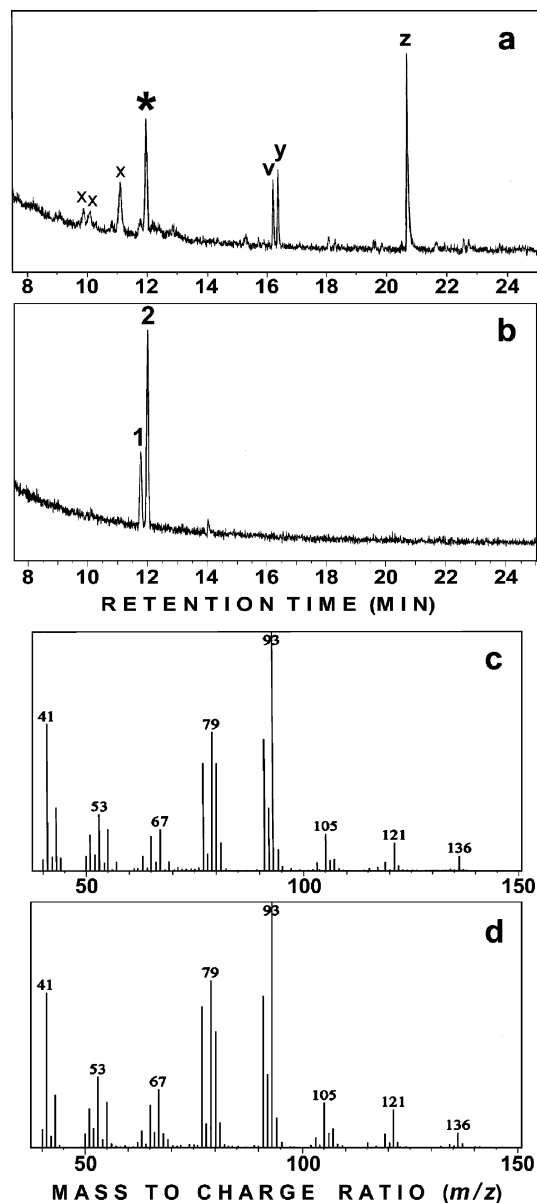 a
*
x x x
v y
z
8 10 12 14 16 18 20 22 24
b
1 2
8 10 12 14 16 18 20 22 24
RETENTION TIME (MIN)
c
93
41
79
53
67
105
121
136
50 100 150
d
93
41
79
53
67
105
121
136
50 100 150
MASS TO CHARGE RATIO (m/z)